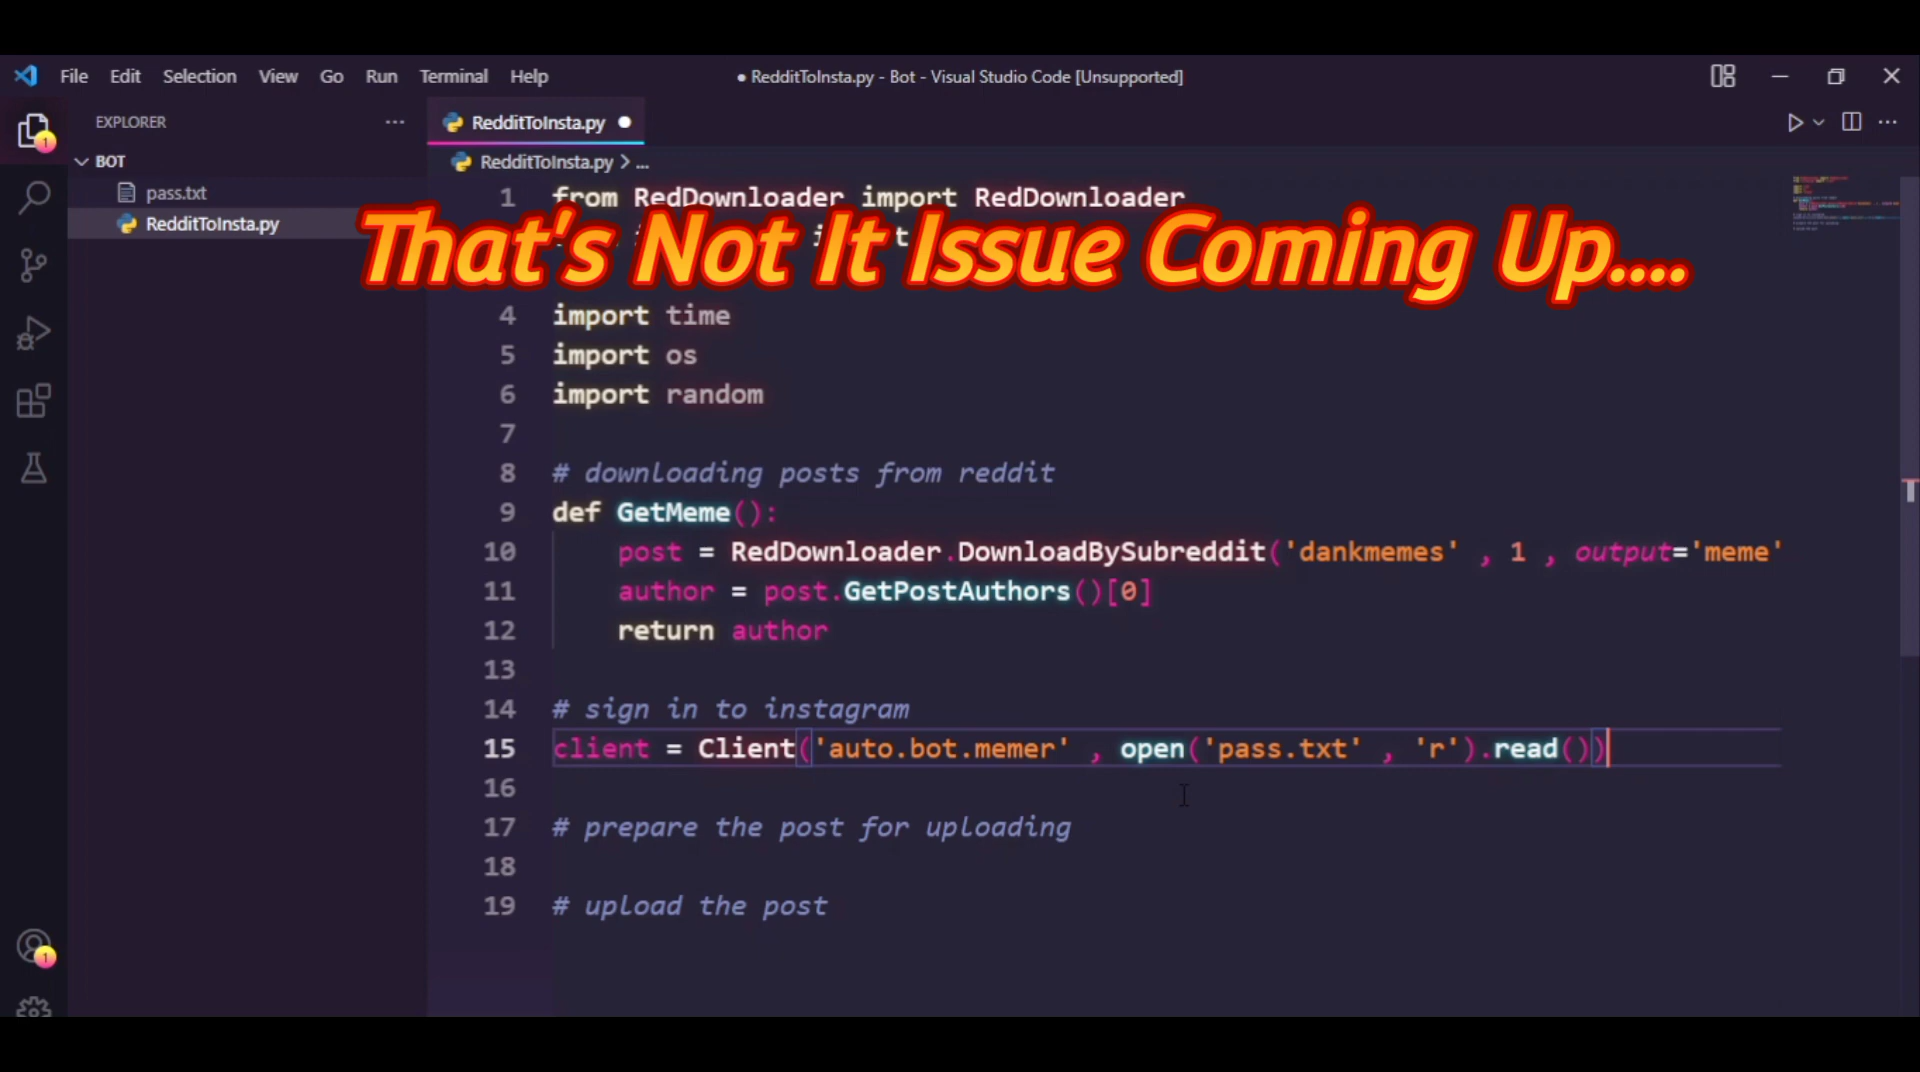 File Edit Selection View Go Run Terminal Help
● RedditToInsta.py - Bot - Visual Studio Code [Unsupported]
EXPLORER
BOT
pass.txt
RedditToInsta.py
RedditToInsta.py
RedditToInsta.py > ...
1 from RedDownloader import RedDownloader
That's Not It Issue Coming Up....
4 import time
5 import os
6 import random
7
8 # downloading posts from reddit
9 def GetMeme():
10 post = RedDownloader.DownloadBySubreddit('dankmemes' , 1 , output='meme'
11 author = post.GetPostAuthors()[0]
12 return author
13
14 # sign in to instagram
15 client = Client('auto.bot.memer' , open('pass.txt' , 'r').read())
16
17 # prepare the post for uploading
18
19 # upload the post
1
1